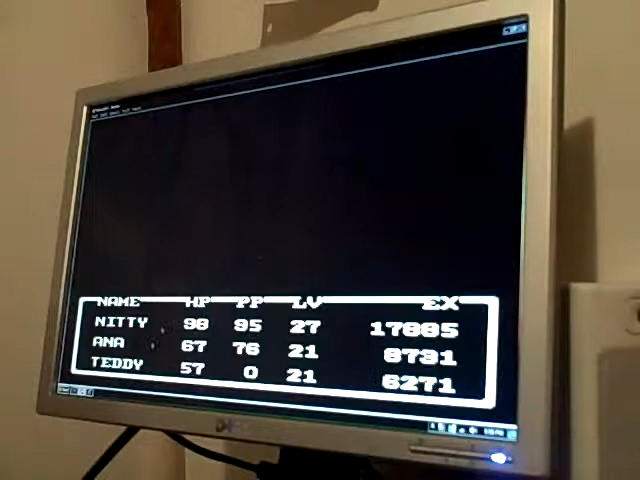 NAME HP PP LV EX
NITTY 98 95 27 17885
ANA 67 76 21 8731
TEDDY 57 0 21 6271